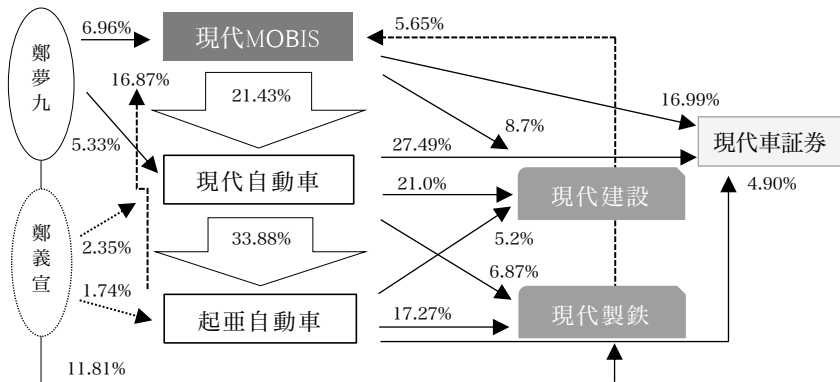 6.96%
現代MOBIS
5.65%
鄭夢九
16.87%
21.43%
16.99%
8.7%
5.33%
27.49%
現代車証券
現代自動車
21.0%
現代建設
4.90%
鄭義宣
2.35%
33.88%
5.2%
6.87%
1.74%
起亜自動車
17.27%
現代製鉄
11.81%